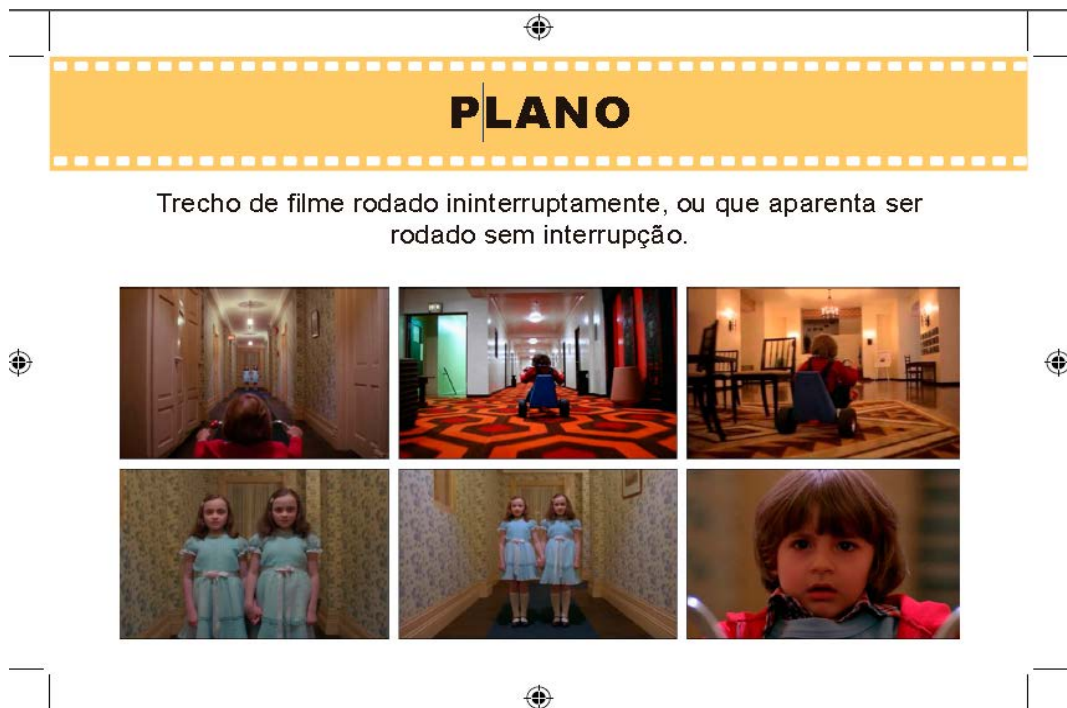 PLANO
Trecho de filme rodado ininterruptamente, ou que aparenta ser
rodado sem interrupção.